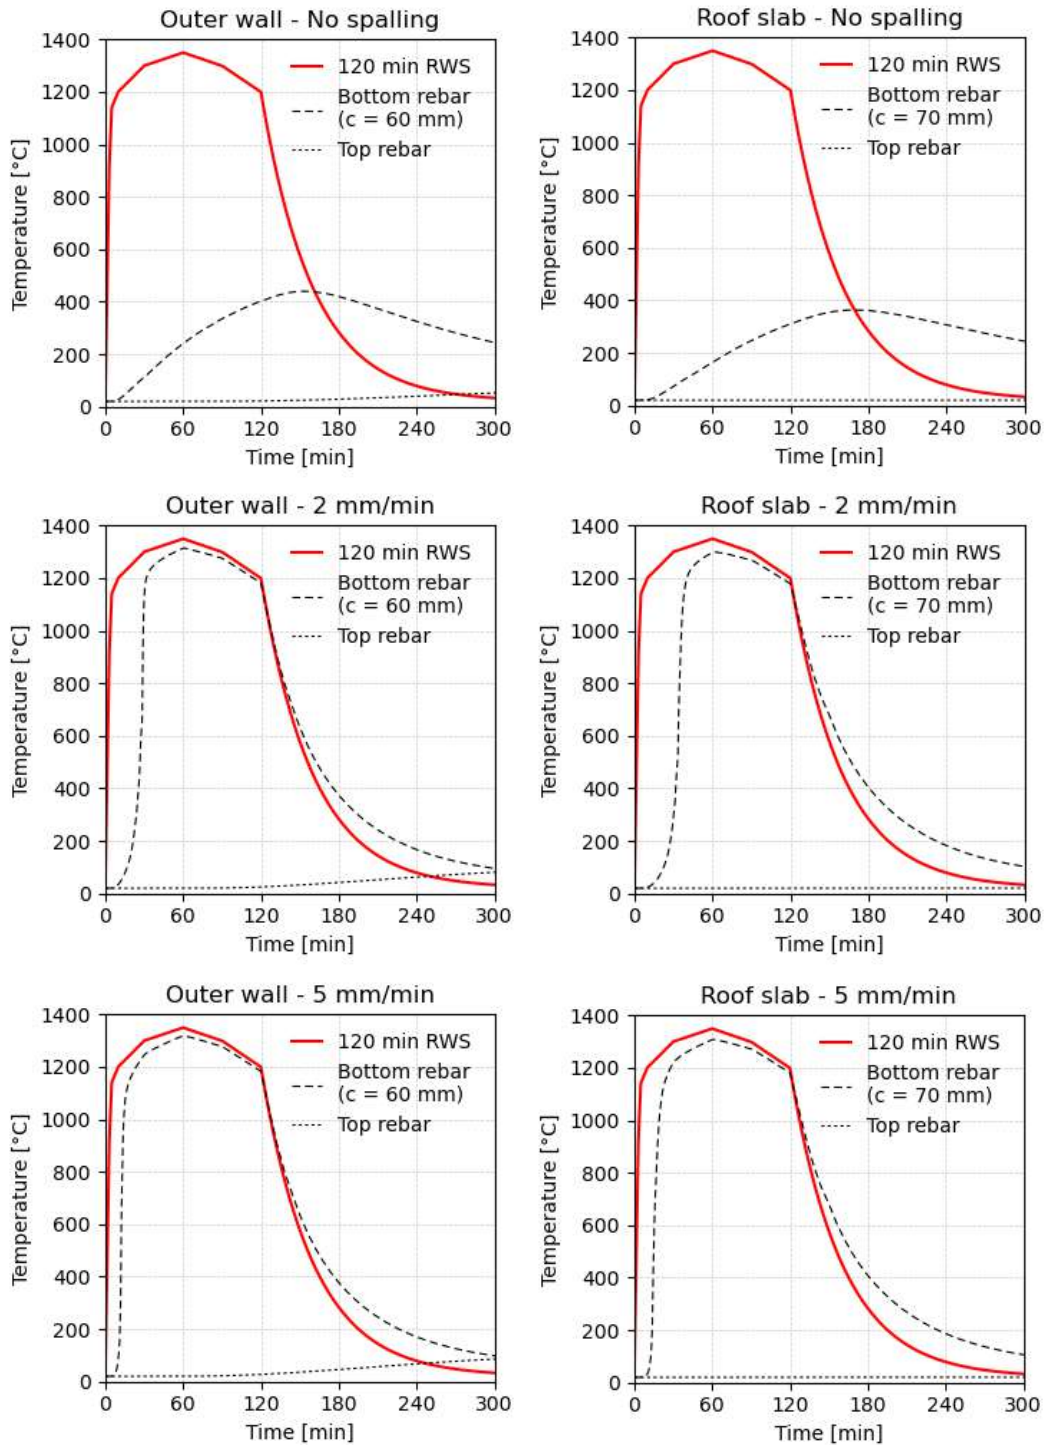 Outer wall - No spalling
1400
1200
1000
800
600
400
200
0
Temperature [°C]
120 min RWS
Bottom rebar
(c = 60 mm)
Top rebar
0 60 120 180 240 300
Time [min]
Roof slab - No spalling
1400
1200
1000
800
600
400
200
0
Temperature [°C]
120 min RWS
Bottom rebar
(c = 70 mm)
Top rebar
0 60 120 180 240 300
Time [min]
Outer wall - 2 mm/min
1400
1200
1000
800
600
400
200
0
Temperature [°C]
120 min RWS
Bottom rebar
(c = 60 mm)
Top rebar
0 60 120 180 240 300
Time [min]
Roof slab - 2 mm/min
1400
1200
1000
800
600
400
200
0
Temperature [°C]
120 min RWS
Bottom rebar
(c = 70 mm)
Top rebar
0 60 120 180 240 300
Time [min]
Outer wall - 5 mm/min
1400
1200
1000
800
600
400
200
0
Temperature [°C]
120 min RWS
Bottom rebar
(c = 60 mm)
Top rebar
0 60 120 180 240 300
Time [min]
Roof slab - 5 mm/min
1400
1200
1000
800
600
400
200
0
Temperature [°C]
120 min RWS
Bottom rebar
(c = 70 mm)
Top rebar
0 60 120 180 240 300
Time [min]